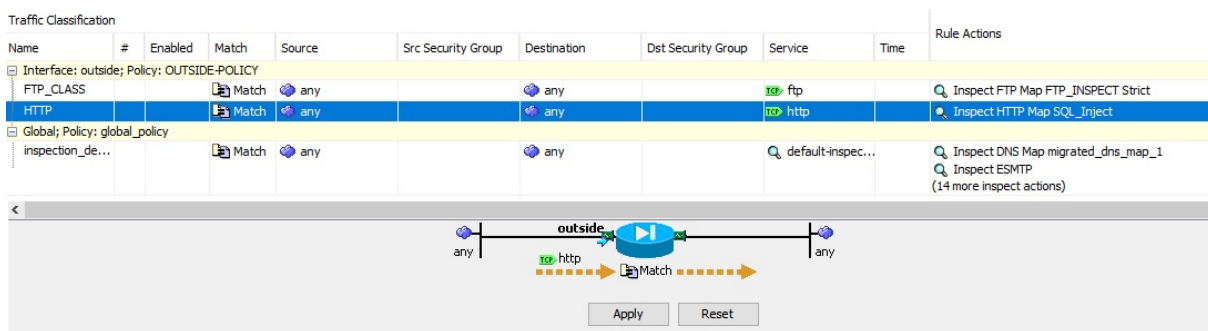 Traffic Classification
Name # Enabled Match Source Src Security Group Destination Dst Security Group Service Time Rule Actions
Interface: outside; Policy: OUTSIDE-POLICY
FTP_CLASS Match any any TCP ftp Inspect FTP Map FTP_INSPECT Strict
HTTP Match any any TCP http Inspect HTTP Map SQL_Inject
Global; Policy: global_policy
inspection_de... Match any any default-inspec... Inspect DNS Map migrated_dns_map_1
Inspect ESMTP
(14 more inspect actions)
outside
any any
TCP http Match
Apply Reset